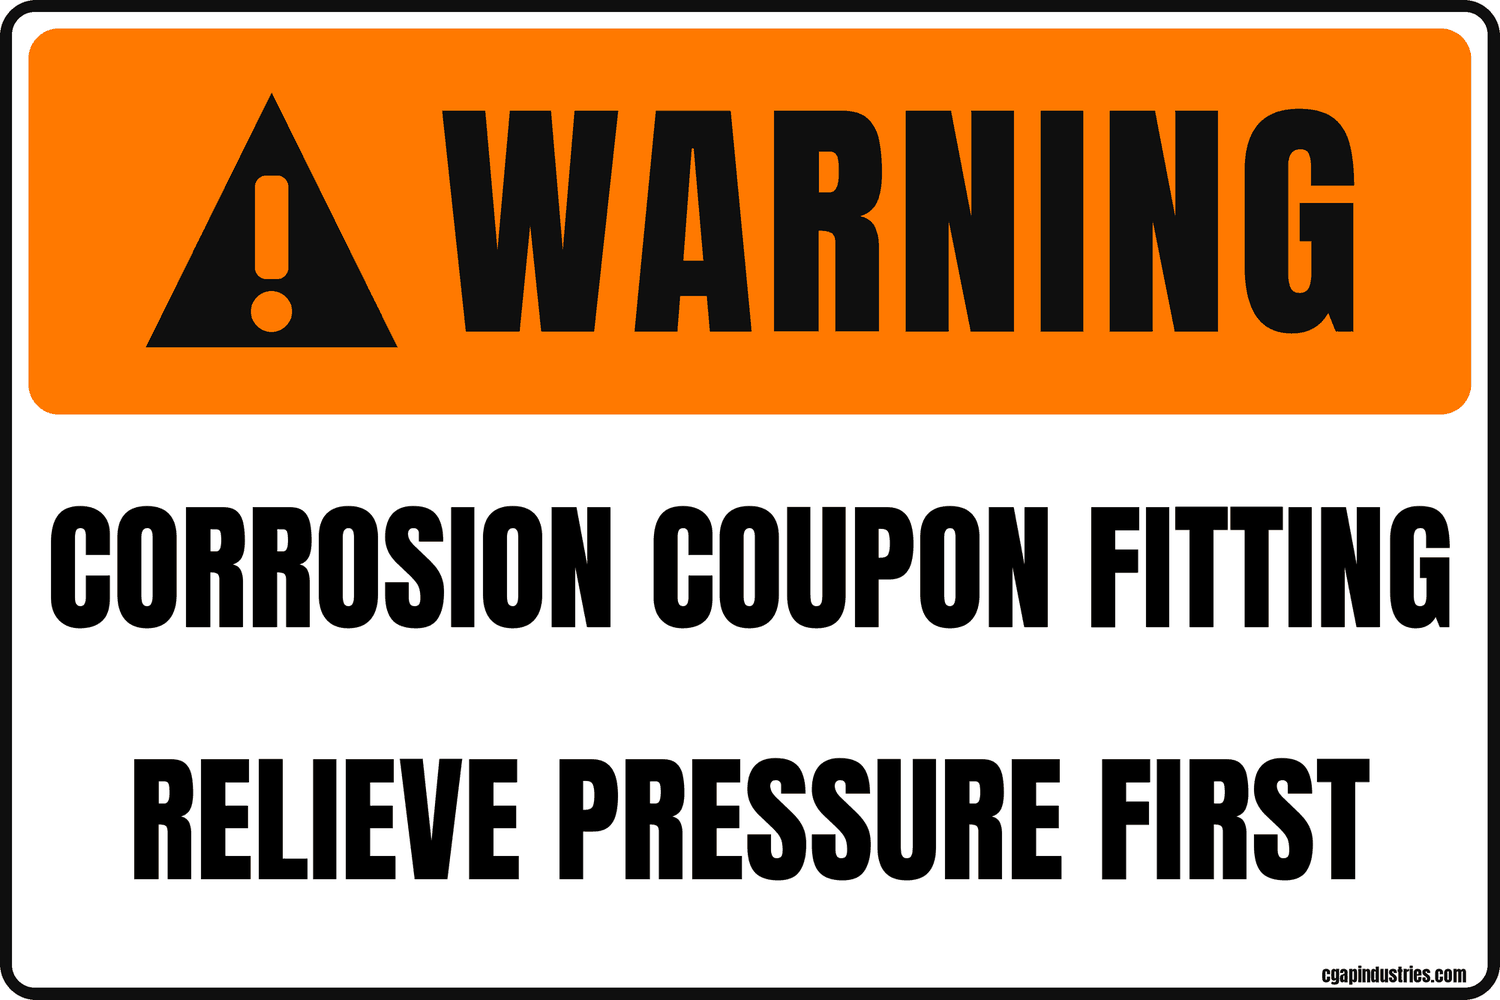 WARNING
CORROSION COUPON FITTING
RELIEVE PRESSURE FIRST
cgapindustries.com